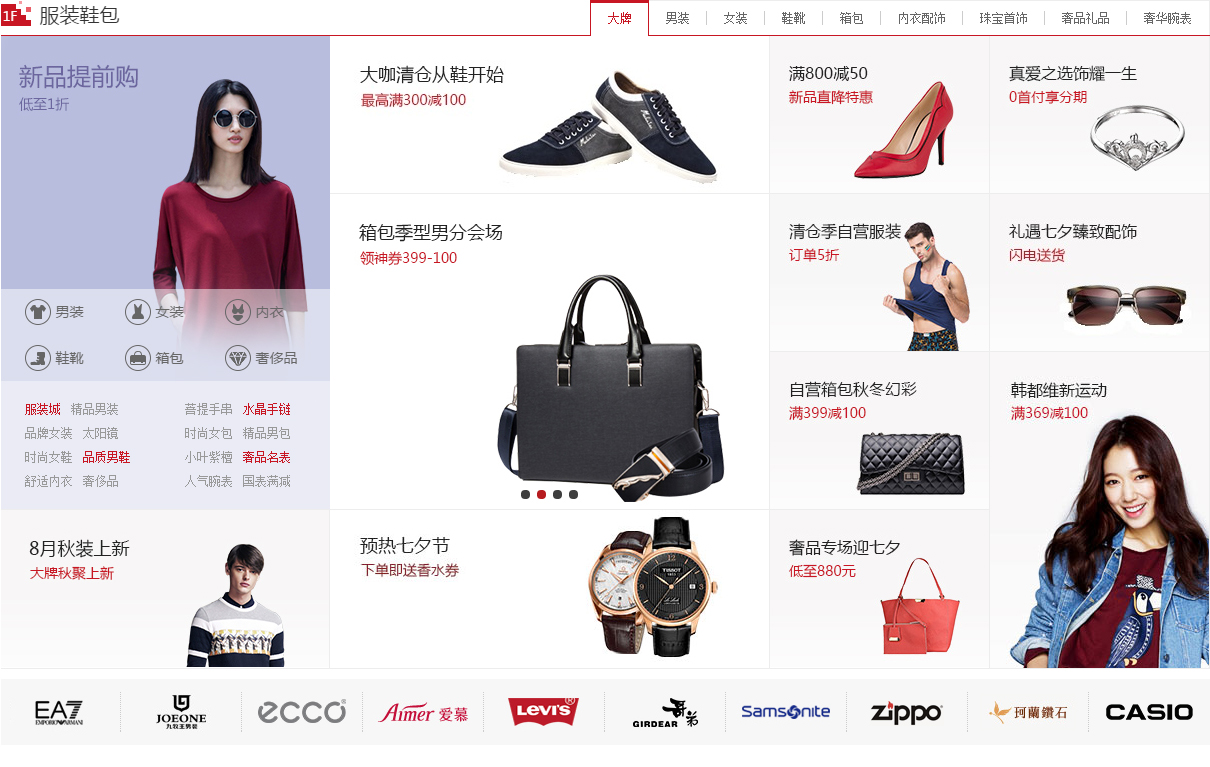 1F 服装鞋包
大牌 男装 女装 鞋靴 箱包 内衣配饰 珠宝首饰 奢品礼品 奢华腕表
新品提前购
低至1折
男装 女装 内衣
鞋靴 箱包 奢侈品
服装城 精品男装 菩提手串 水晶手链
品牌女装 太阳镜 时尚女包 精品男包
时尚女鞋 品质男鞋 小叶紫檀 奢品名表
舒适内衣 奢侈品 人气腕表 国表满减
8月秋装上新
大牌秋聚上新
大咖清仓从鞋开始
最高满300减100
箱包季型男分会场
领神券399-100
预热七夕节
下单即送香水券
TISSOT
1853
满800减50
新品直降特惠
清仓季自营服装
订单5折
自营箱包秋冬幻彩
满399减100
奢品专场迎七夕
低至880元
真爱之选饰耀一生
0首付享分期
礼遇七夕臻致配饰
闪电送货
韩都维新运动
满369减100
EA7
EMPORIO ARMANI
JOEONE
九牧王男装
ecco®
Aimer 爱慕
LEVI'S®
GIRDEAR 哥弟
Samsonite
Zippo
珂蘭鑽石
CASIO